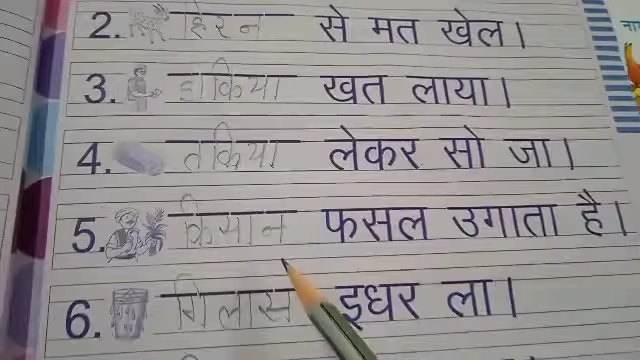 2. हिरन से मत खेल।
3. डाकिया खत लाया।
4. तकिया लेकर सो जा।
5. किसान फसल उगाता है।
6. गिलास इधर ला।